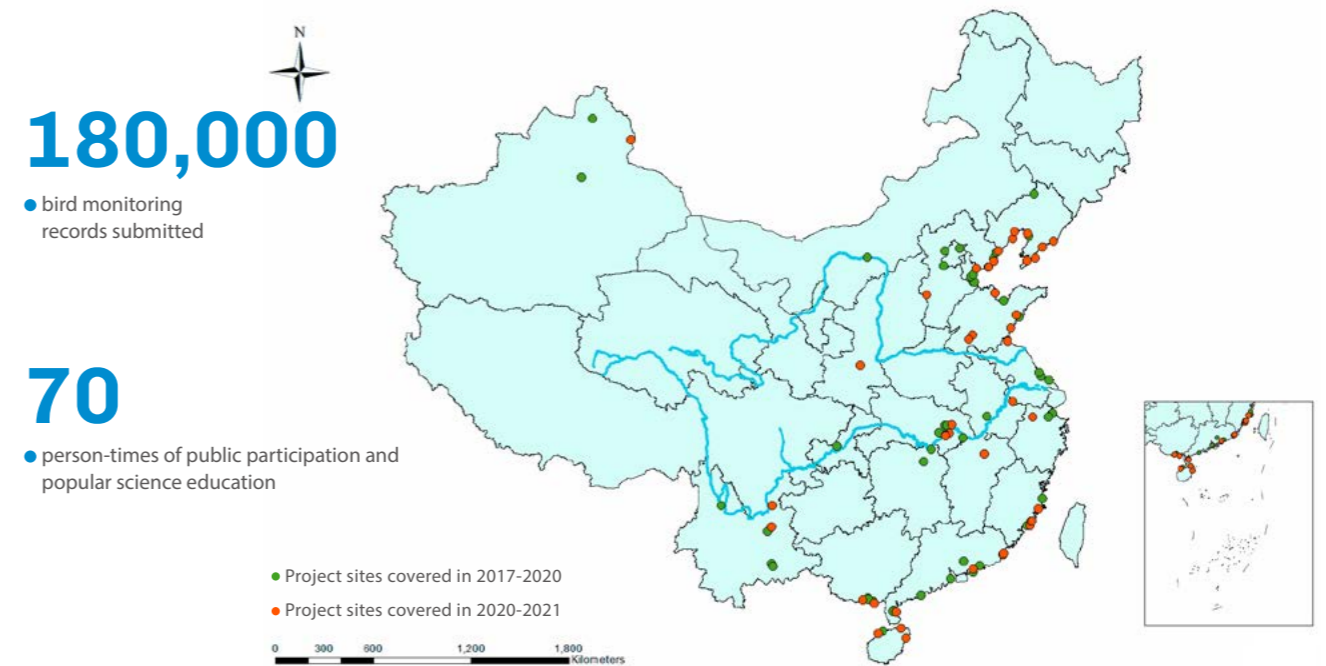 N
180,000
bird monitoring
records submitted
70
person-times of public participation and
popular science education
Project sites covered in 2017-2020
Project sites covered in 2020-2021
0 300 600 1,200 1,800
Kilometers